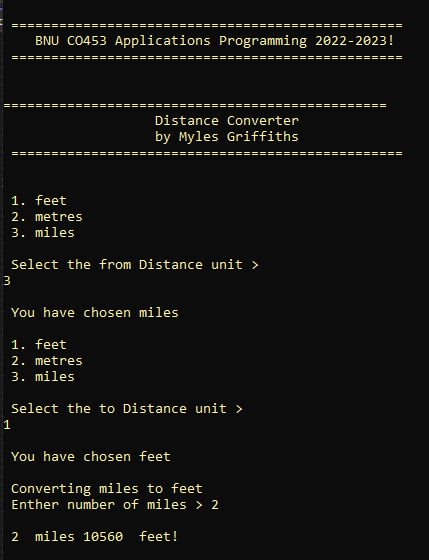 =================================================
BNU CO453 Applications Programming 2022-2023!
=================================================
================================================
Distance Converter
by Myles Griffiths
=================================================
1. feet
2. metres
3. miles
Select the from Distance unit >
3
You have chosen miles
1. feet
2. metres
3. miles
Select the to Distance unit >
1
You have chosen feet
Converting miles to feet
Enther number of miles > 2
2  miles 10560  feet!